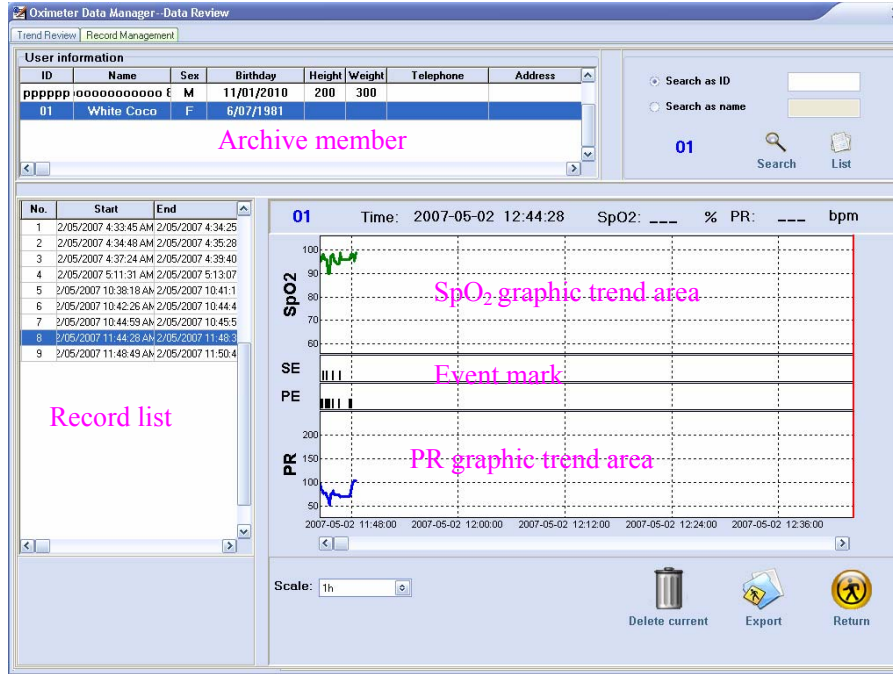 Oximeter Data Manager--Data Review
Trend Review Record Management
User information
ID Name Sex Birthday Height Weight Telephone Address
pppppp ooooooooooo M 11/01/2010 200 300
01 White Coco F 6/07/1981
Archive member
Search as ID
Search as name
01
Search List
No. Start End
1 2/05/2007 4:33:45 AM 2/05/2007 4:34:25
2 2/05/2007 4:34:48 AM 2/05/2007 4:35:28
3 2/05/2007 4:37:24 AM 2/05/2007 4:39:40
4 2/05/2007 5:11:31 AM 2/05/2007 5:13:07
5 2/05/2007 10:38:18 AM 2/05/2007 10:41:1
6 2/05/2007 10:42:26 AM 2/05/2007 10:44:4
7 2/05/2007 10:44:59 AM 2/05/2007 10:45:5
8 2/05/2007 11:44:28 AM 2/05/2007 11:48:3
9 2/05/2007 11:48:49 AM 2/05/2007 11:50:4
Record list
01 Time: 2007-05-02 12:44:28 SpO2: ___ % PR: ___ bpm
SpO2
100
90
80
70
60
SpO₂ graphic trend area
SE
Event mark
PE
PR
200
150
100
50
PR graphic trend area
2007-05-02 11:48:00 2007-05-02 12:00:00 2007-05-02 12:12:00 2007-05-02 12:24:00 2007-05-02 12:36:00
Scale: 1h
Delete current Export Return